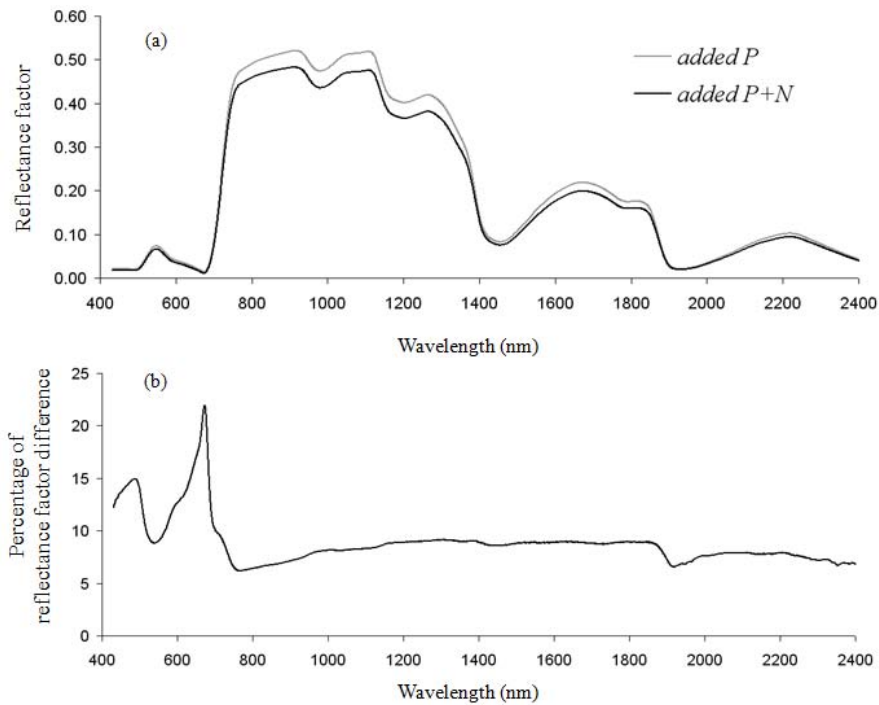 0.60
0.50
0.40
0.30
0.20
0.10
0.00
Reflectance factor
(a)
added P
added P+N
400 600 800 1000 1200 1400 1600 1800 2000 2200 2400
Wavelength (nm)
25
20
15
10
5
0
Percentage of
reflectance factor difference
(b)
400 600 800 1000 1200 1400 1600 1800 2000 2200 2400
Wavelength (nm)